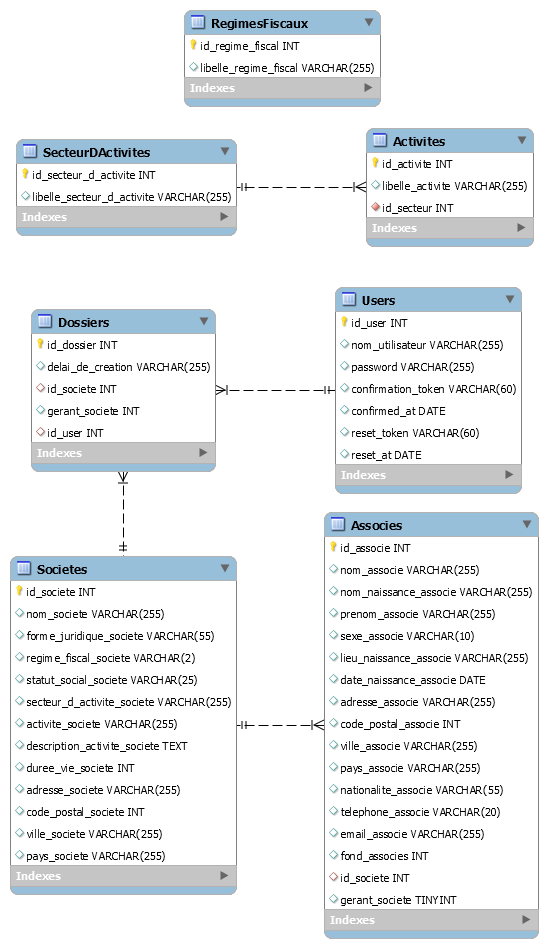 RegimesFiscaux
id_regime_fiscal INT
libelle_regime_fiscal VARCHAR(255)
Indexes
SecteurDActivites
id_secteur_d_activite INT
libelle_secteur_d_activite VARCHAR(255)
Indexes
Activites
id_activite INT
libelle_activite VARCHAR(255)
id_secteur INT
Indexes
Dossiers
id_dossier INT
delai_de_creation VARCHAR(255)
id_societe INT
gerant_societe INT
id_user INT
Indexes
Users
id_user INT
nom_utilisateur VARCHAR(255)
password VARCHAR(255)
confirmation_token VARCHAR(60)
confirmed_at DATE
reset_token VARCHAR(60)
reset_at DATE
Indexes
Societes
id_societe INT
nom_societe VARCHAR(255)
forme_juridique_societe VARCHAR(55)
regime_fiscal_societe VARCHAR(2)
statut_social_societe VARCHAR(25)
secteur_d_activite_societe VARCHAR(255)
activite_societe VARCHAR(255)
description_activite_societe TEXT
duree_vie_societe INT
adresse_societe VARCHAR(255)
code_postal_societe INT
ville_societe VARCHAR(255)
pays_societe VARCHAR(255)
Indexes
Associes
id_associe INT
nom_associe VARCHAR(255)
nom_naissance_associe VARCHAR(255)
prenom_associe VARCHAR(255)
sexe_associe VARCHAR(10)
lieu_naissance_associe VARCHAR(255)
date_naissance_associe DATE
adresse_associe VARCHAR(255)
code_postal_associe INT
ville_associe VARCHAR(255)
pays_associe VARCHAR(255)
nationalite_associe VARCHAR(55)
telephone_associe VARCHAR(20)
email_associe VARCHAR(255)
fond_associes INT
id_societe INT
gerant_societe TINYINT
Indexes